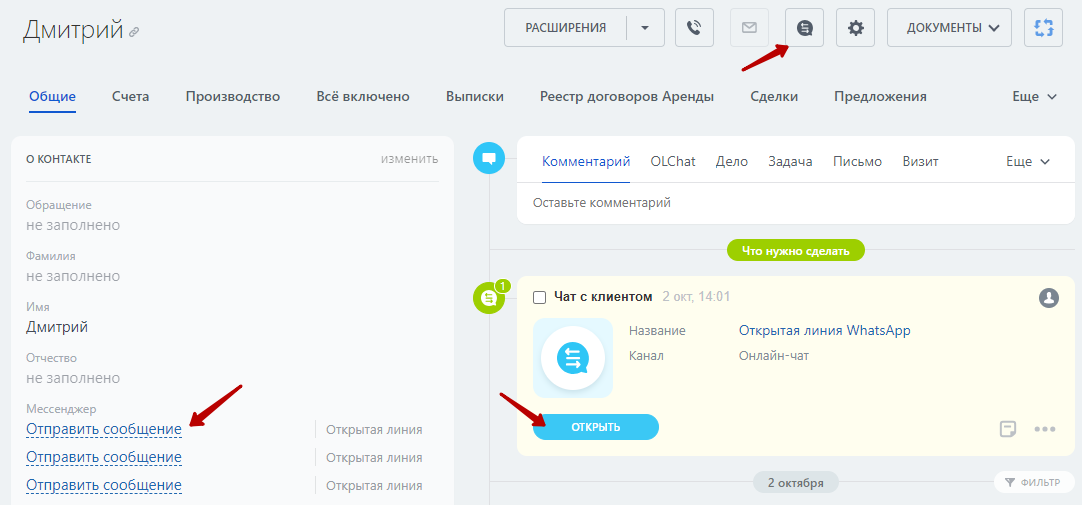 Дмитрий
РАСШИРЕНИЯ
ДОКУМЕНТЫ
Общие Счета Производство Всё включено Выписки Реестр договоров Аренды Сделки Предложения Еще
О КОНТАКТЕ изменить
Обращение
не заполнено
Фамилия
не заполнено
Имя
Дмитрий
Отчество
не заполнено
Мессенджер
Отправить сообщение Открытая линия
Отправить сообщение Открытая линия
Отправить сообщение Открытая линия
Комментарий OLChat Дело Задача Письмо Визит Еще
Оставьте комментарий
Что нужно сделать
1
Чат с клиентом 2 окт, 14:01
Название Открытая линия WhatsApp
Канал Онлайн-чат
ОТКРЫТЬ
2 октября
ФИЛЬТР